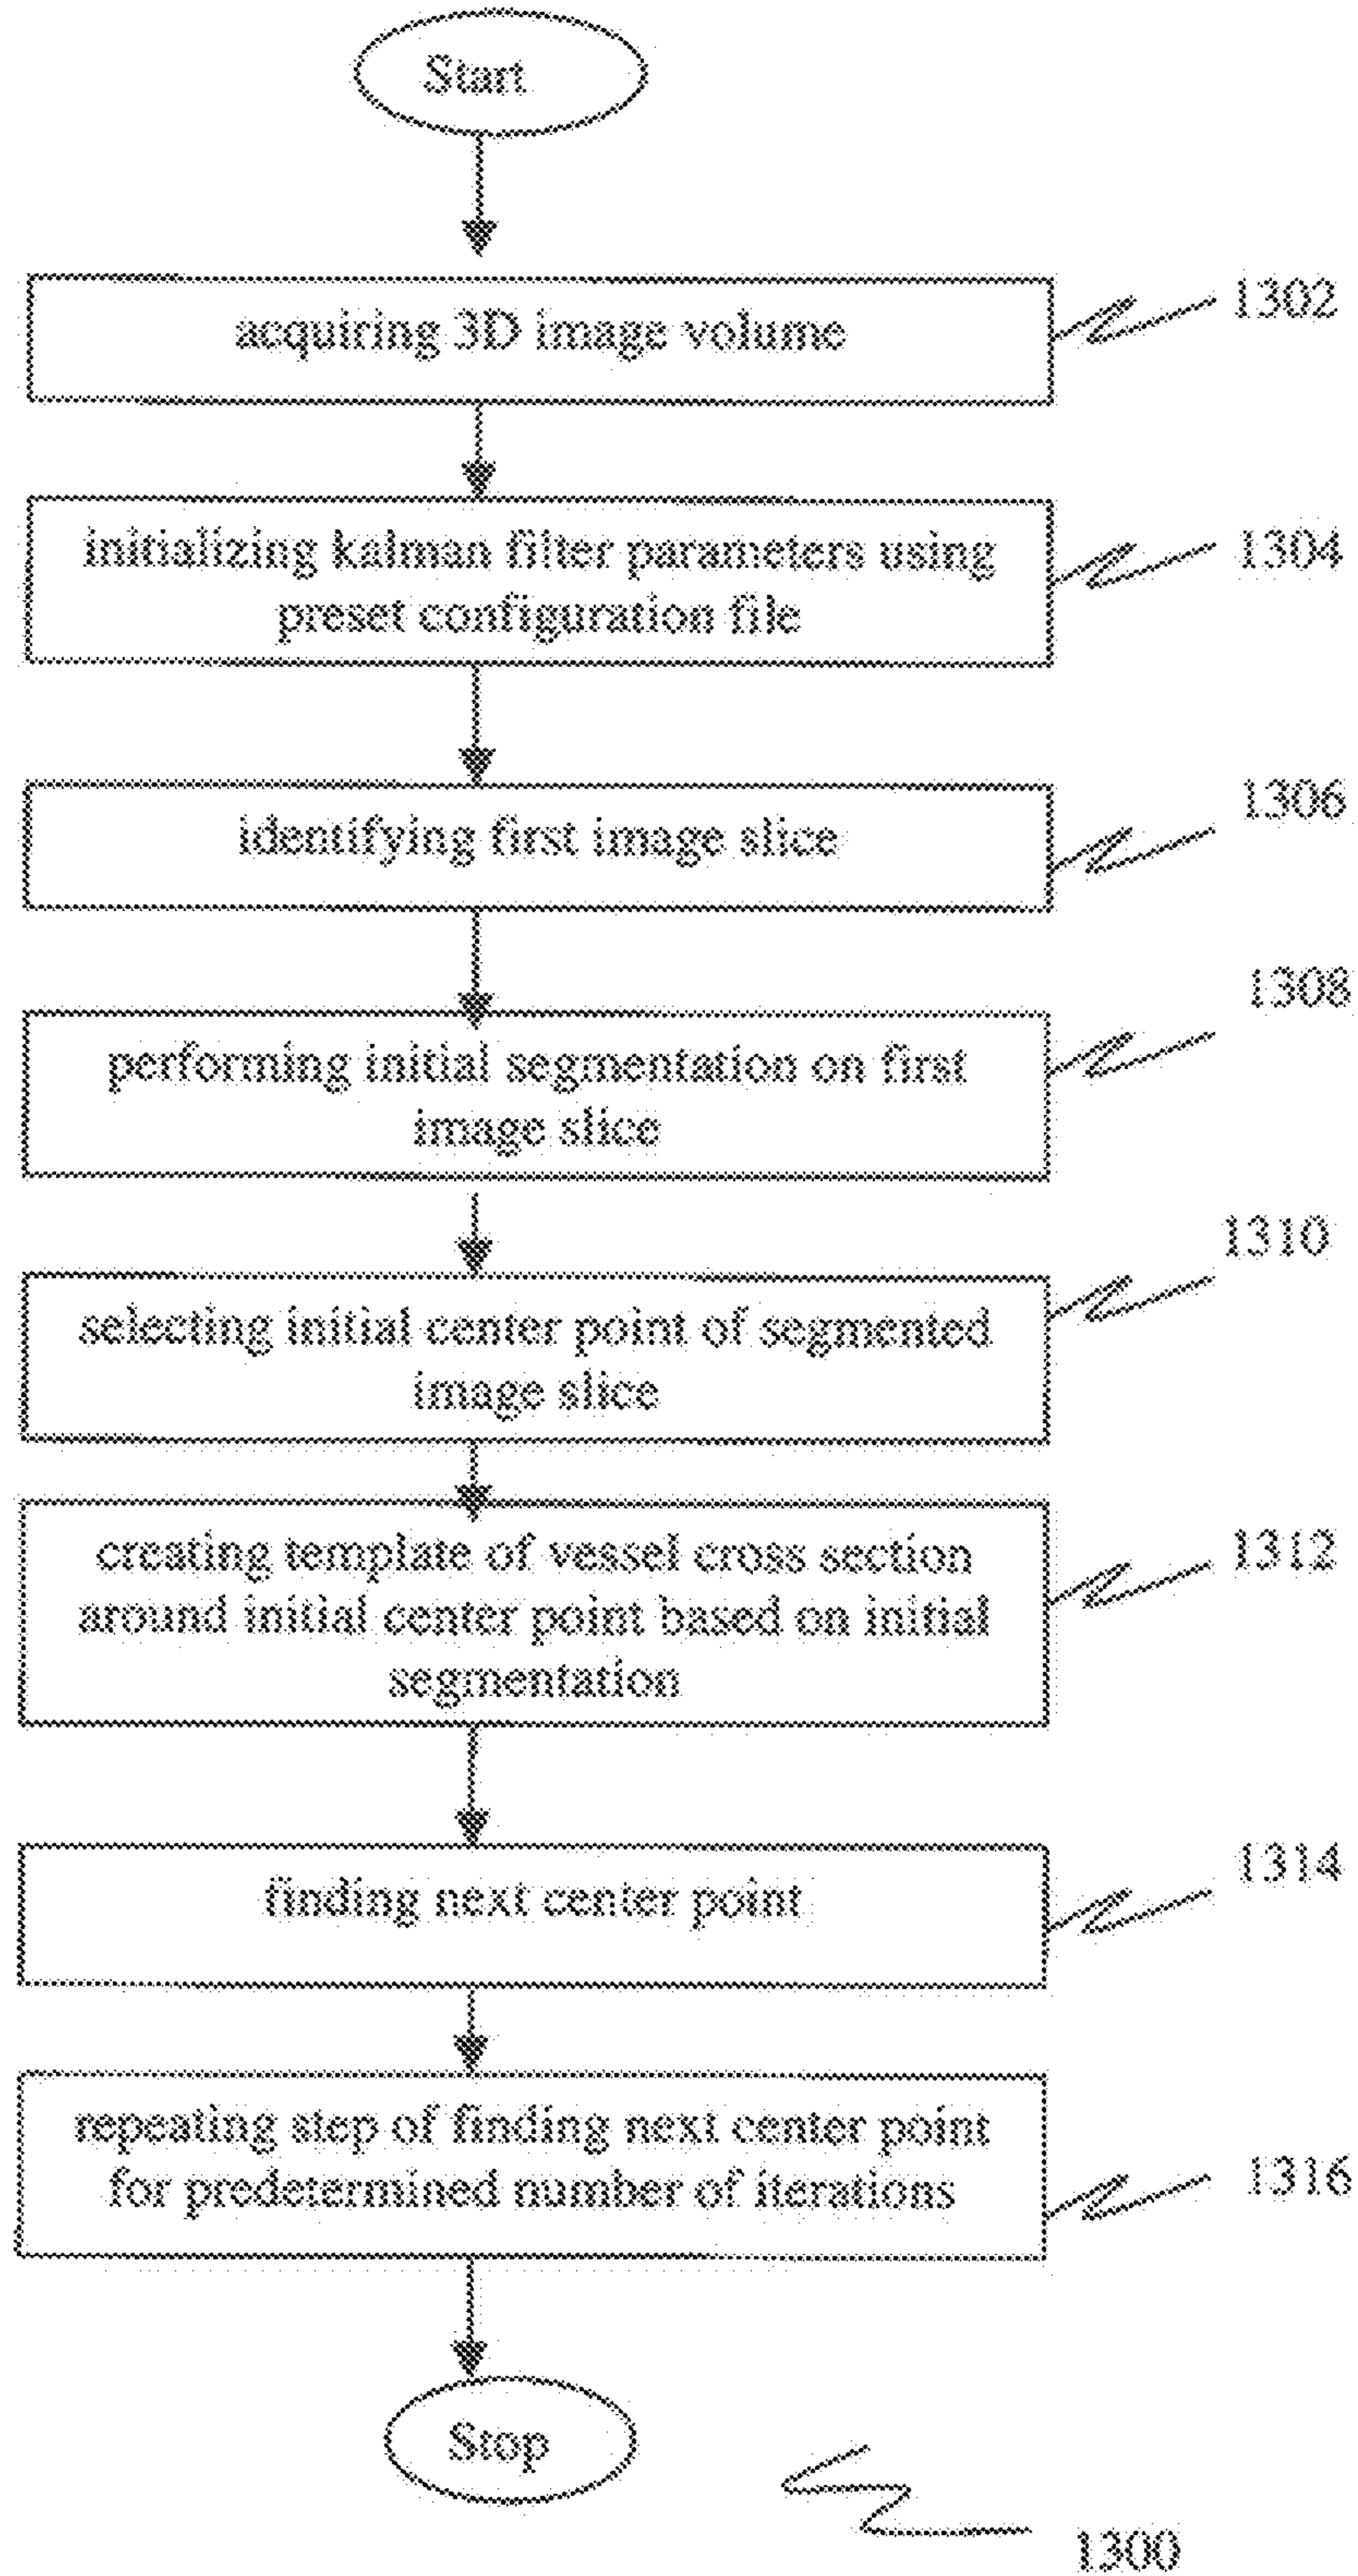 Start
acquiring 3D image volume
1302
initializing kalman filter parameters using
preset configuration file
1304
identifying first image slice
1306
performing initial segmentation on first
image slice
1308
selecting initial center point of segmented
image slice
1310
creating template of vessel cross section
around initial center point based on initial
segmentation
1312
finding next center point
1314
repeating step of finding next center point
for predetermined number of iterations
1316
Stop
1300